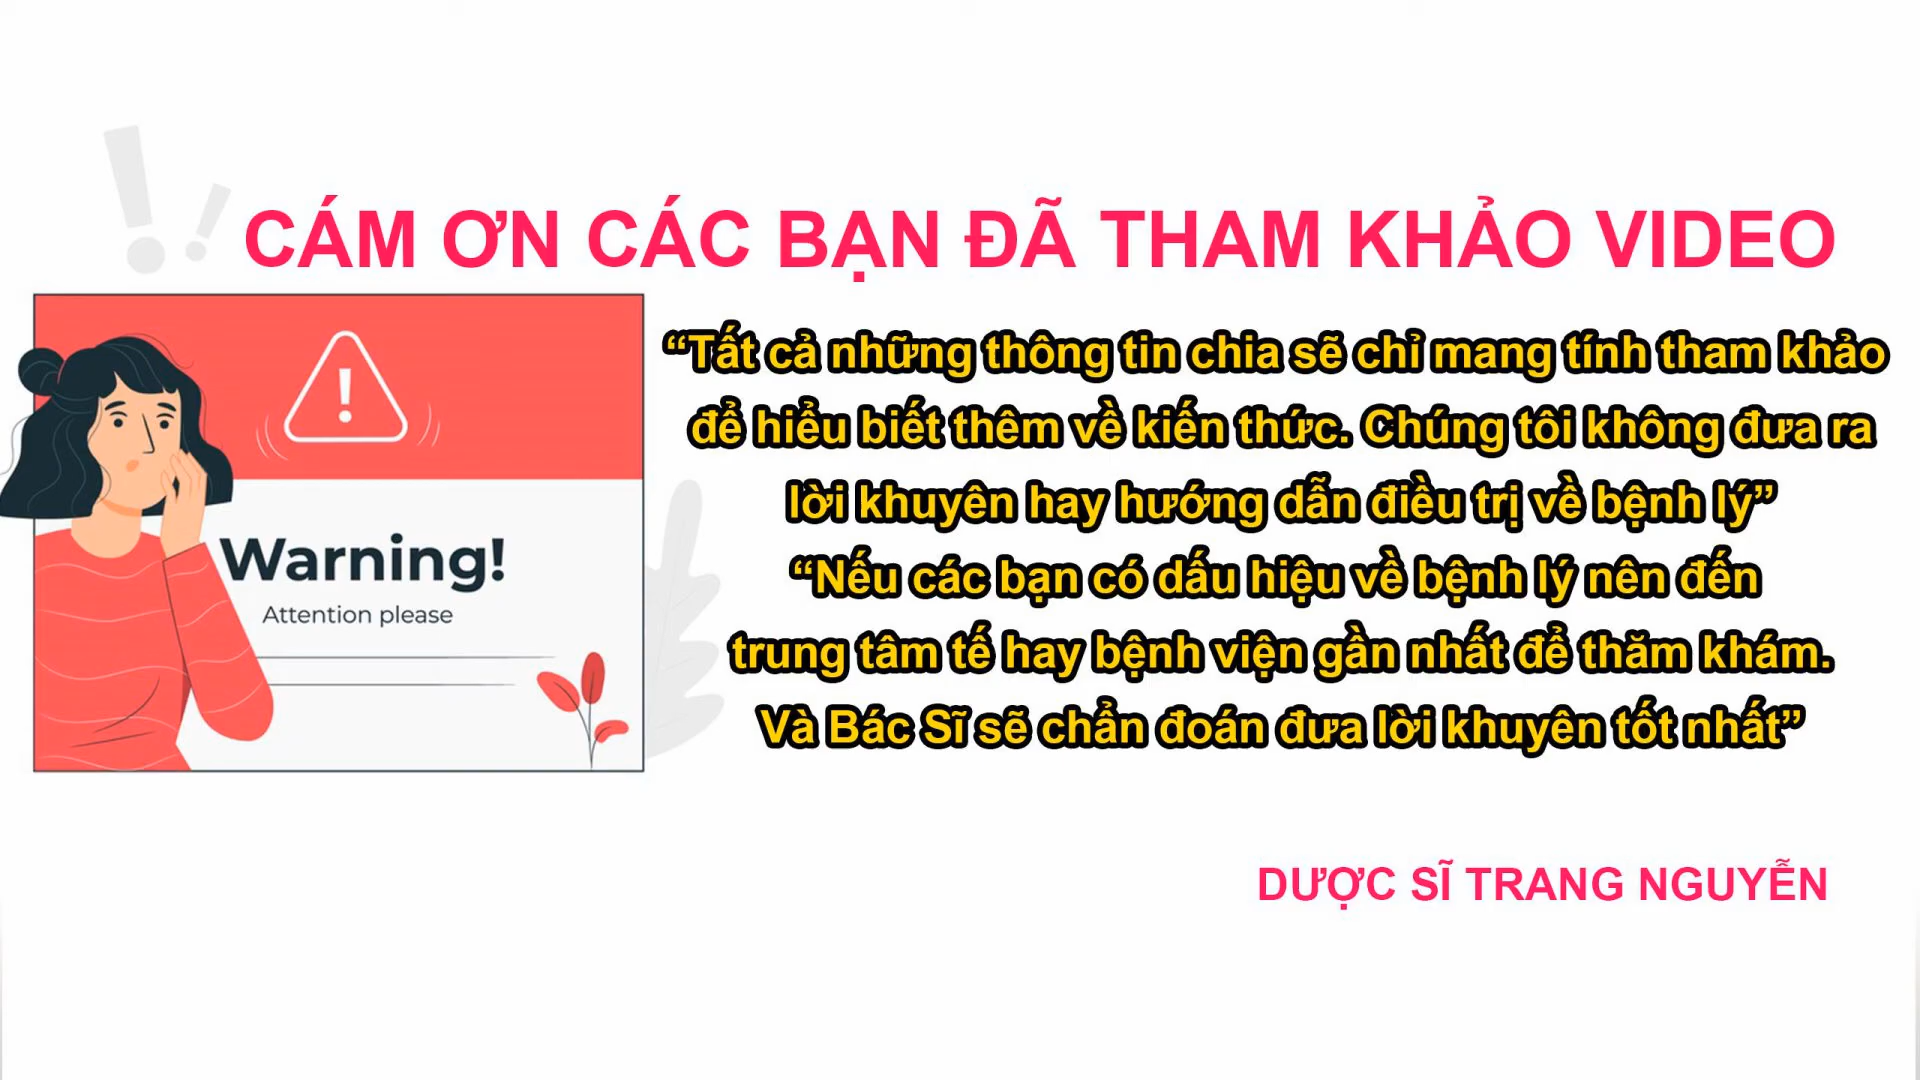 CÁM ƠN CÁC BẠN ĐÃ THAM KHẢO VIDEO
“Tất cả những thông tin chia sẽ chỉ mang tính tham khảo
để hiểu biết thêm về kiến thức. Chúng tôi không đưa ra
lời khuyên hay hướng dẫn điều trị về bệnh lý”
“Nếu các bạn có dấu hiệu về bệnh lý nên đến
trung tâm tế hay bệnh viện gần nhất để thăm khám.
Và Bác Sĩ sẽ chẩn đoán đưa lời khuyên tốt nhất”
Warning!
Attention please
DƯỢC SĨ TRANG NGUYỄN